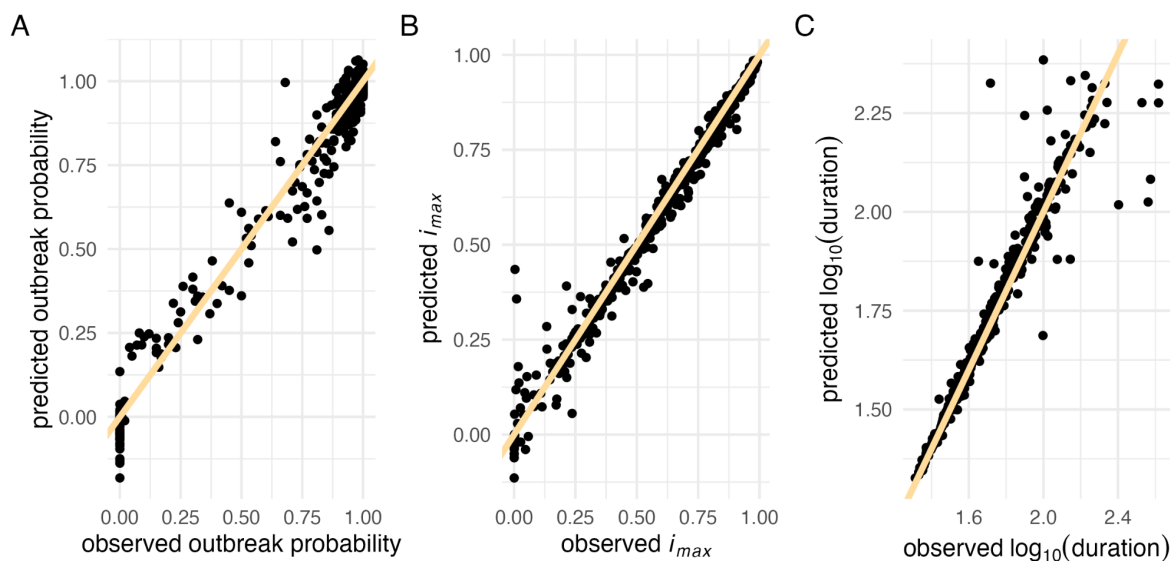 A
predicted outbreak probability
1.00
0.75
0.50
0.25
0.00
0.00 0.25 0.50 0.75 1.00
observed outbreak probability
B
predicted i_max
1.00
0.75
0.50
0.25
0.00
0.00 0.25 0.50 0.75 1.00
observed i_max
C
predicted log₁₀(duration)
2.25
2.00
1.75
1.50
1.6 2.0 2.4
observed log₁₀(duration)